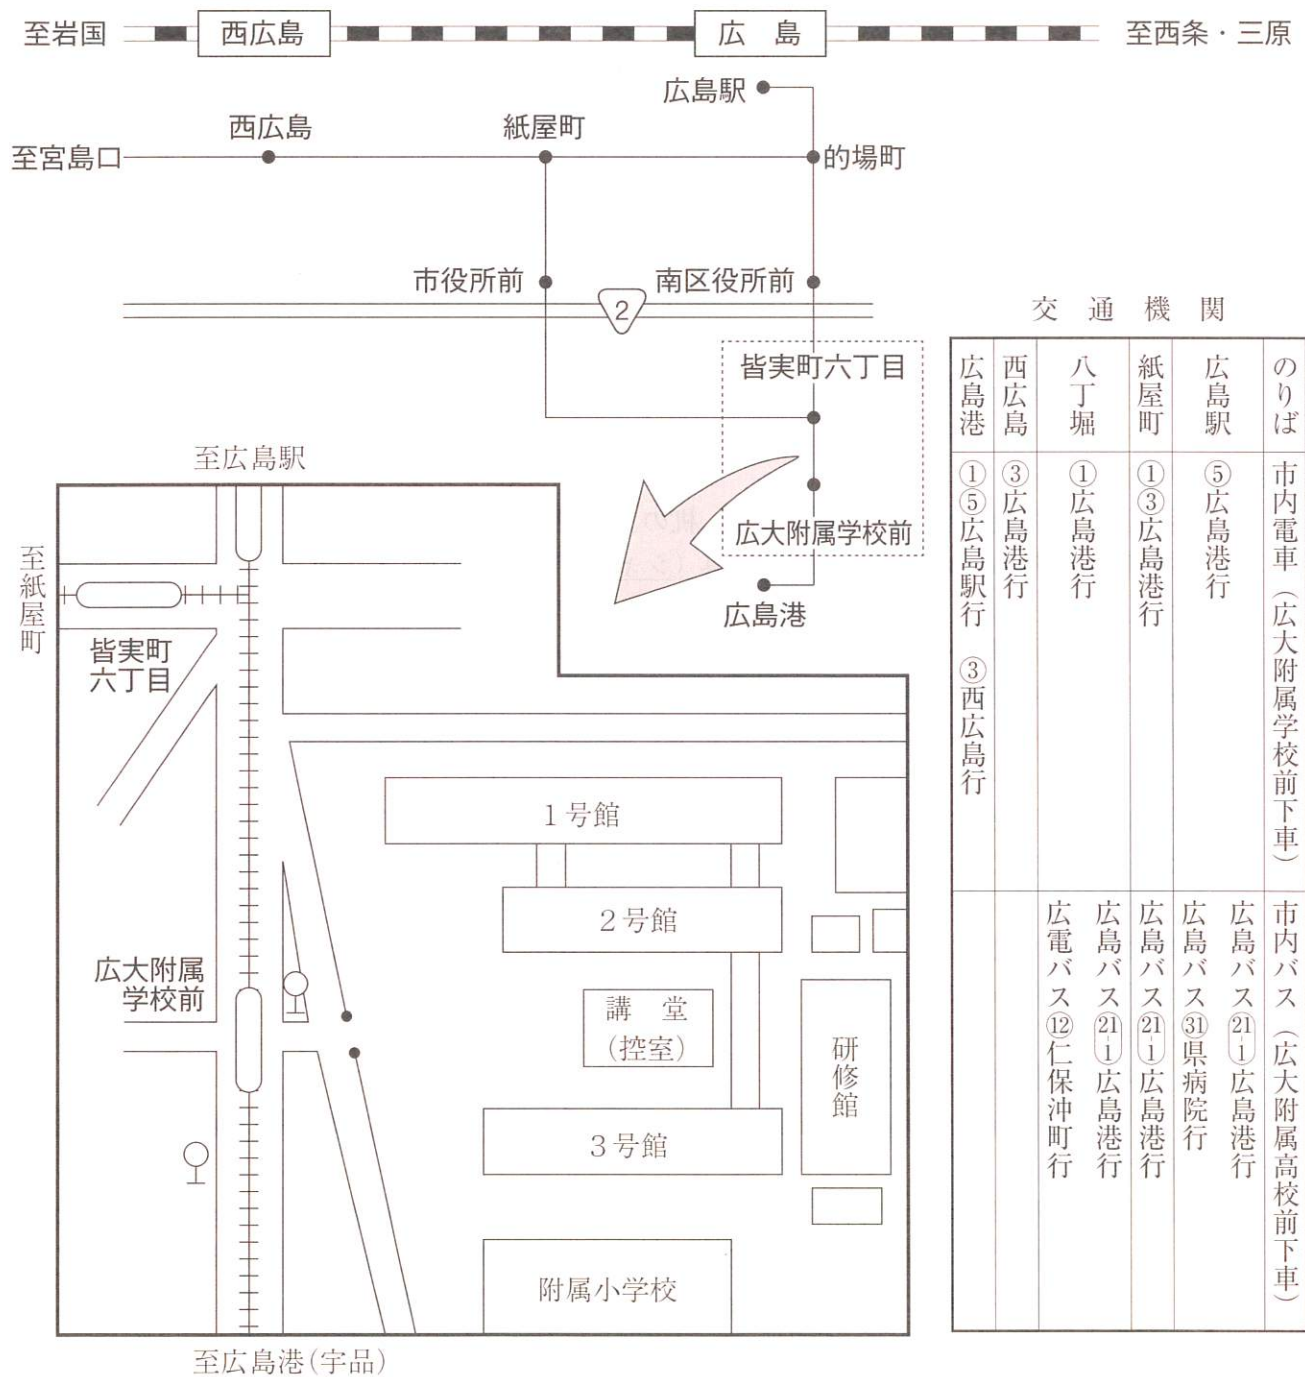 至岩国
西広島
広島
至西条・三原
広島駅
西広島
紙屋町
至宮島口
的場町
市役所前
南区役所前
2
皆実町六丁目
広大附属学校前
広島港
至広島駅
至紙屋町
皆実町
六丁目
広大附属
学校前
1号館
2号館
講堂
(控室)
3号館
研修館
附属小学校
至広島港(宇品)
交通機関
のりば
市内電車(広大附属学校前下車)
市内バス(広大附属高校前下車)
広島駅
⑤広島港行
広島バス21-1広島港行
広島バス㉛県病院行
紙屋町
①③広島港行
広島バス21-1広島港行
八丁堀
①広島港行
広島バス21-1広島港行
広電バス⑫仁保沖町行
西広島
③広島港行
広島港
①⑤広島駅行 ③西広島行